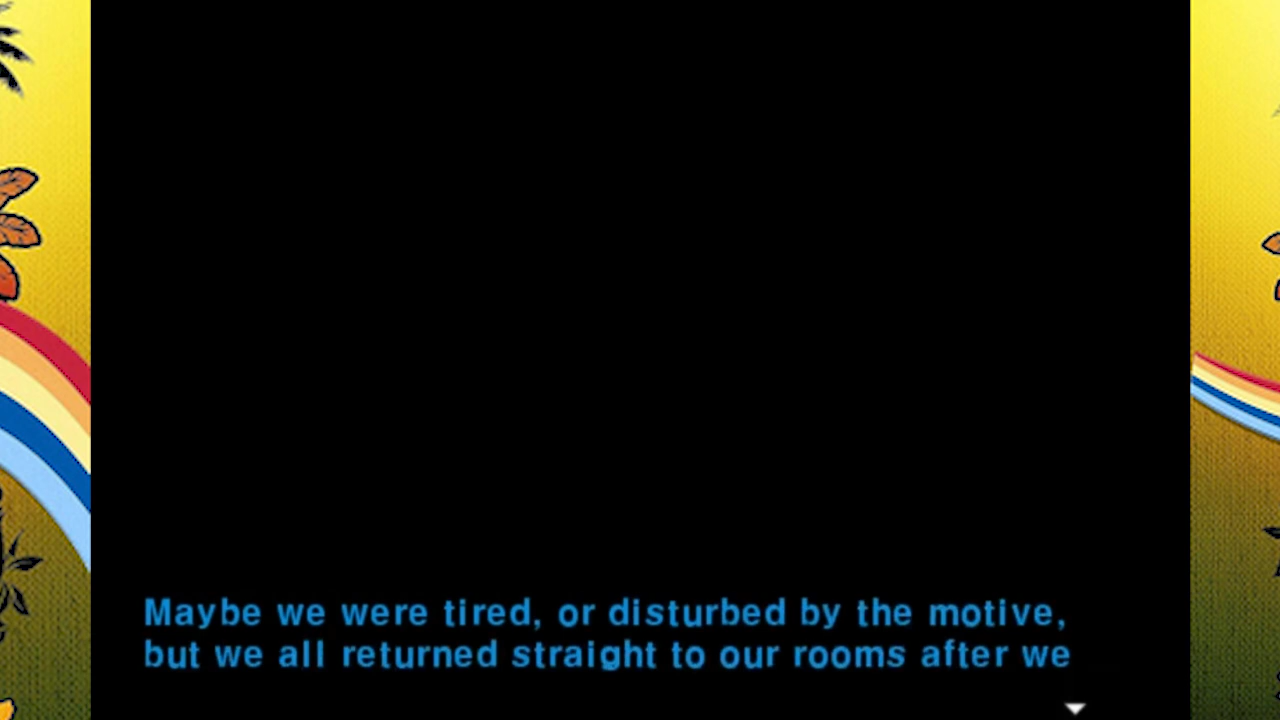 Maybe we were tired, or disturbed by the motive,
but we all returned straight to our rooms after we